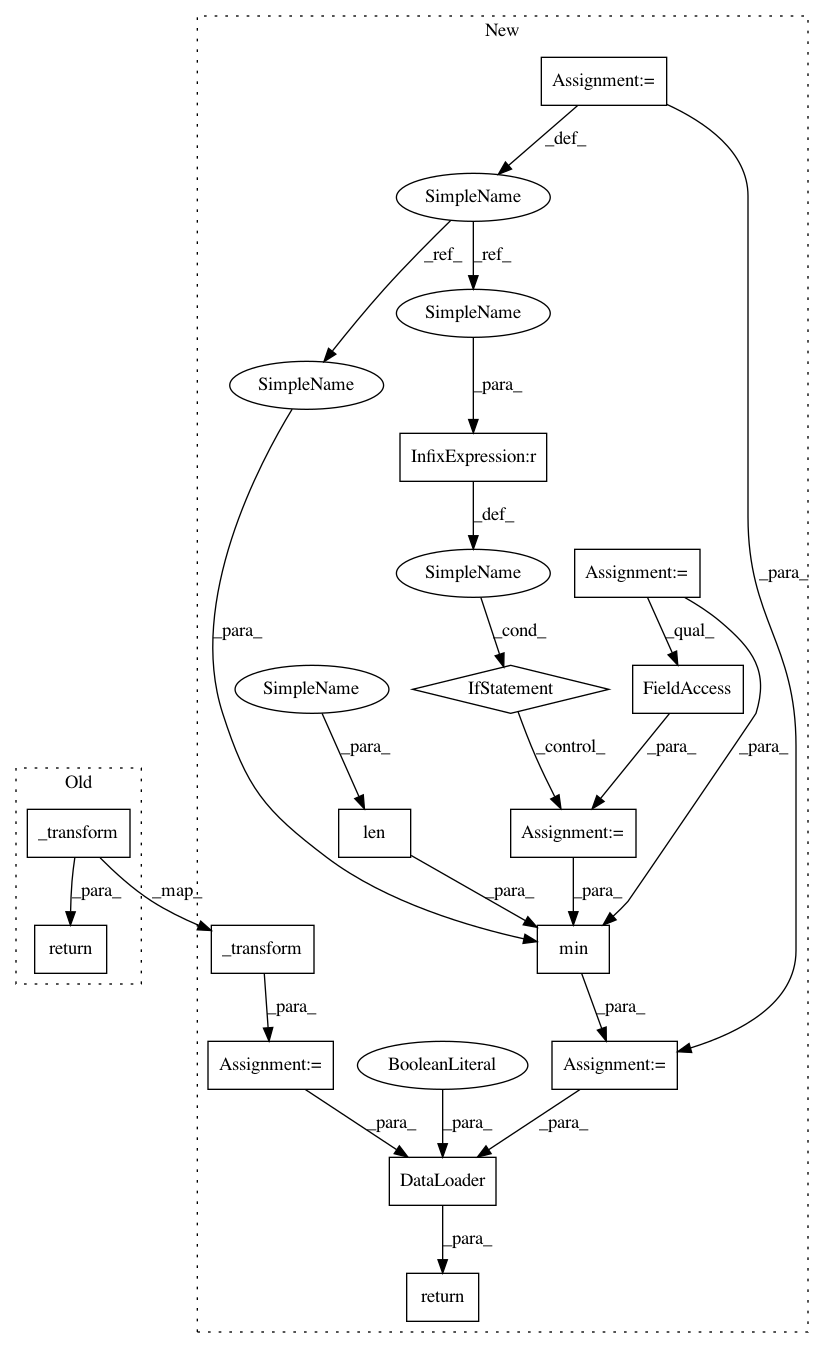 New
Assignment:=
_def_
SimpleName
_ref_
_ref_
SimpleName
SimpleName
_para_
InfixExpression:r
_def_
_para_
SimpleName
Assignment:=
_para_
_cond_
_qual_
SimpleName
IfStatement
FieldAccess
_para_
_control_
_para_
_para_
Old
_transform
len
Assignment:=
_para_
_map_
_para_
_para_
return
_transform
min
_para_
_para_
Assignment:=
BooleanLiteral
Assignment:=
_para_
_para_
_para_
DataLoader
_para_
return